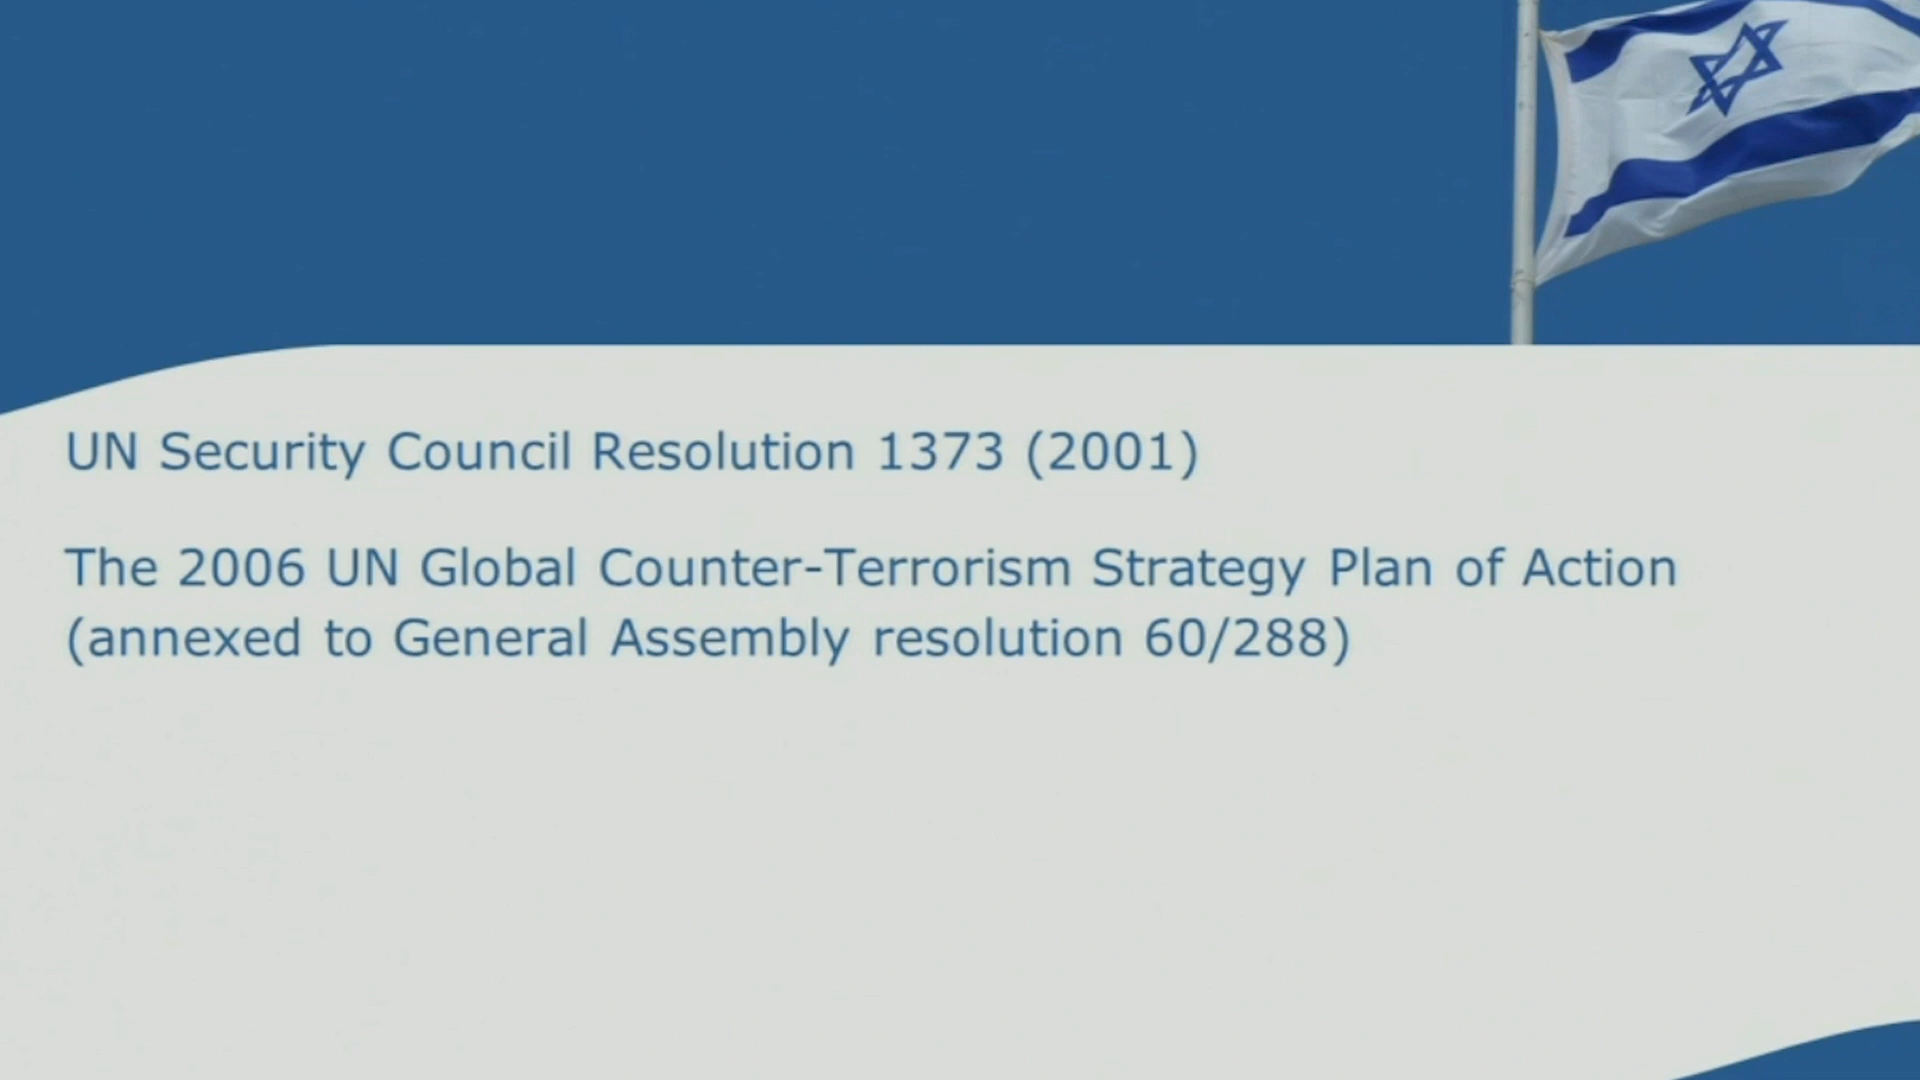 UN Security Council Resolution 1373 (2001)
The 2006 UN Global Counter-Terrorism Strategy Plan of Action
(annexed to General Assembly resolution 60/288)